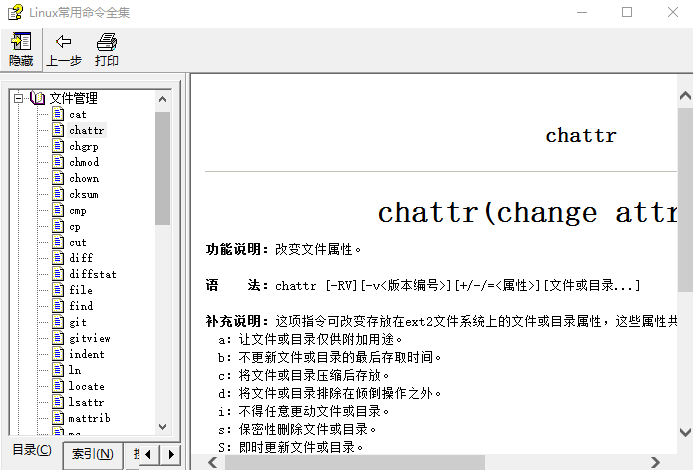 Linux常用命令全集
隐藏 上一步 打印
文件管理
cat
chattr
chgrp
chmod
chown
cksum
cmp
cp
cut
diff
diffstat
file
find
git
gitview
indent
ln
locate
lsattr
mattrib
目录(C) 索引(N)
chattr
chattr(change attr
功能说明：改变文件属性。
语　　法：chattr [-RV][-v<版本编号>][+/-/=<属性>][文件或目录...]
补充说明：这项指令可改变存放在ext2文件系统上的文件或目录属性，这些属性共
a：让文件或目录仅供附加用途。
b：不更新文件或目录的最后存取时间。
c：将文件或目录压缩后存放。
d：将文件或目录排除在倾倒操作之外。
i：不得任意更动文件或目录。
s：保密性删除文件或目录。
S：即时更新文件或目录。